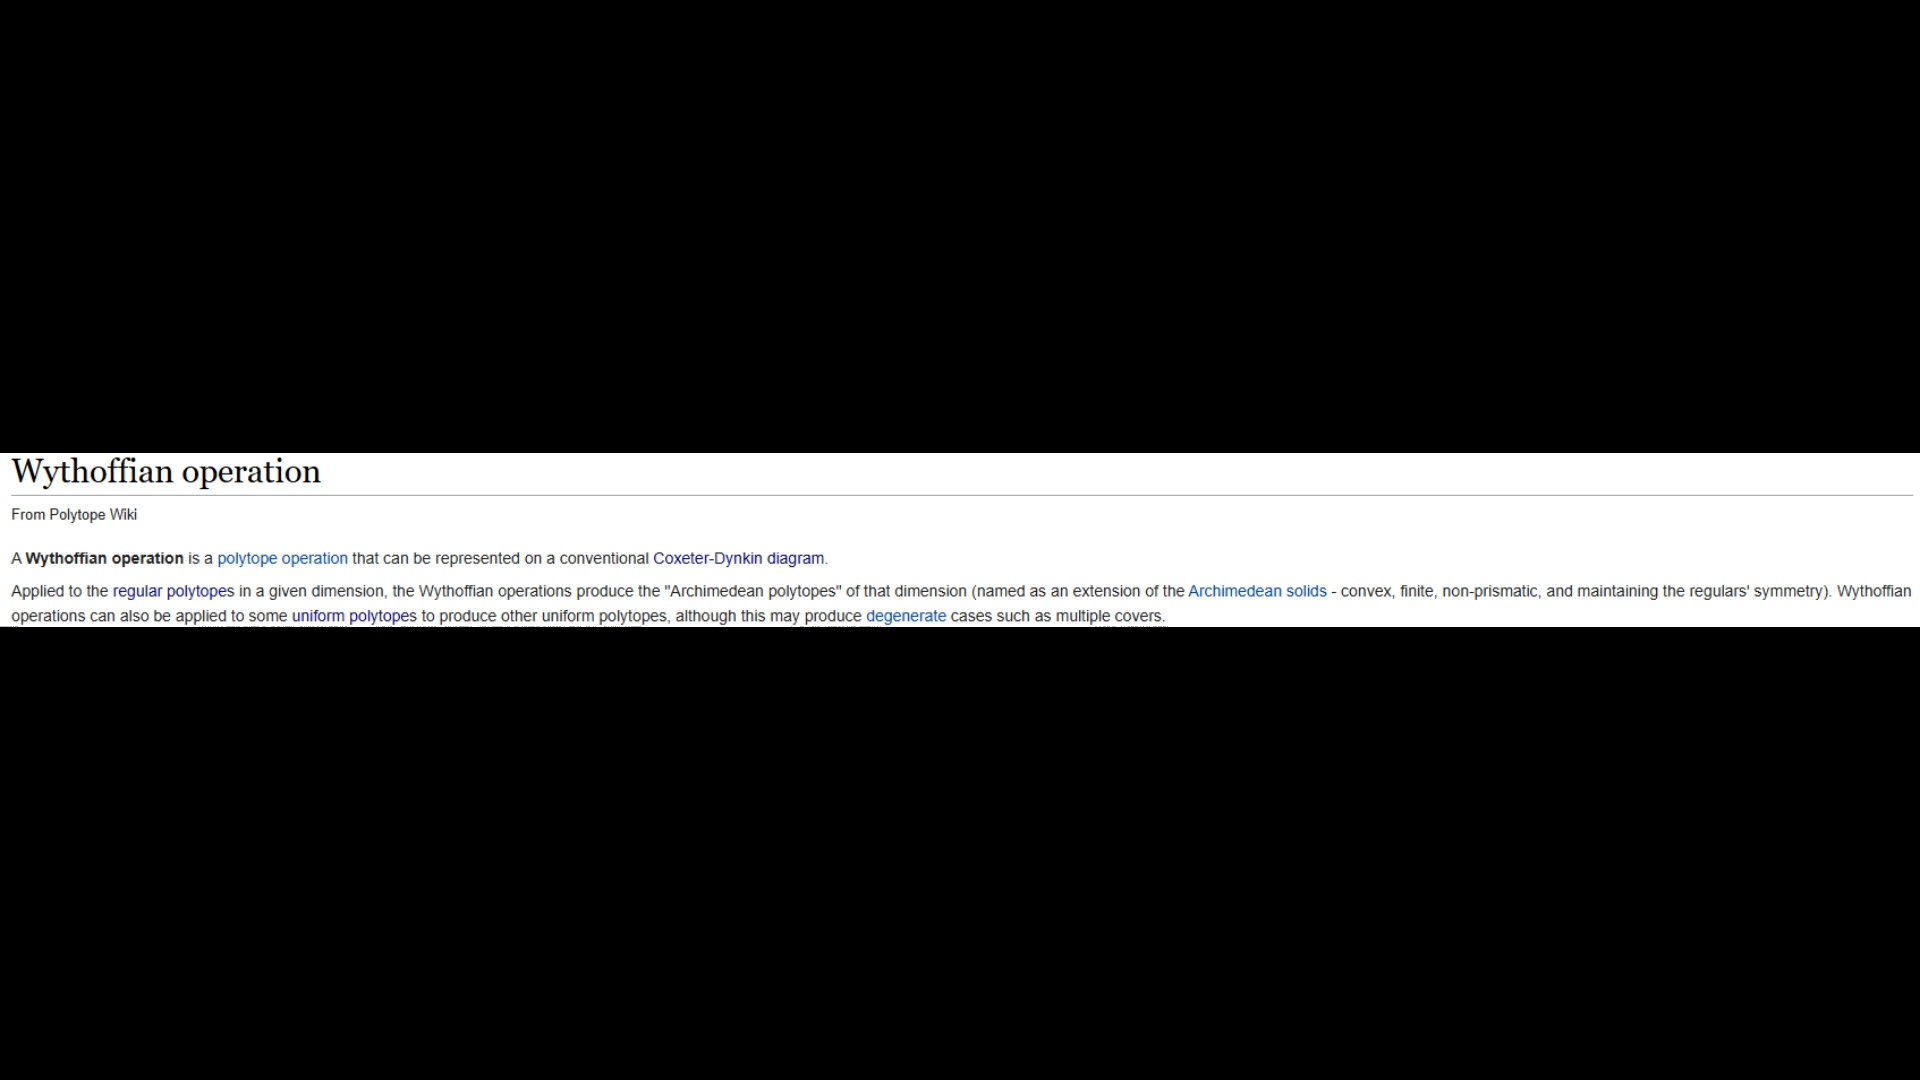 Wythoffian operation
From Polytope Wiki
A Wythoffian operation is a polytope operation that can be represented on a conventional Coxeter-Dynkin diagram.
Applied to the regular polytopes in a given dimension, the Wythoffian operations produce the "Archimedean polytopes" of that dimension (named as an extension of the Archimedean solids - convex, finite, non-prismatic, and maintaining the regulars' symmetry). Wythoffian
operations can also be applied to some uniform polytopes to produce other uniform polytopes, although this may produce degenerate cases such as multiple covers.